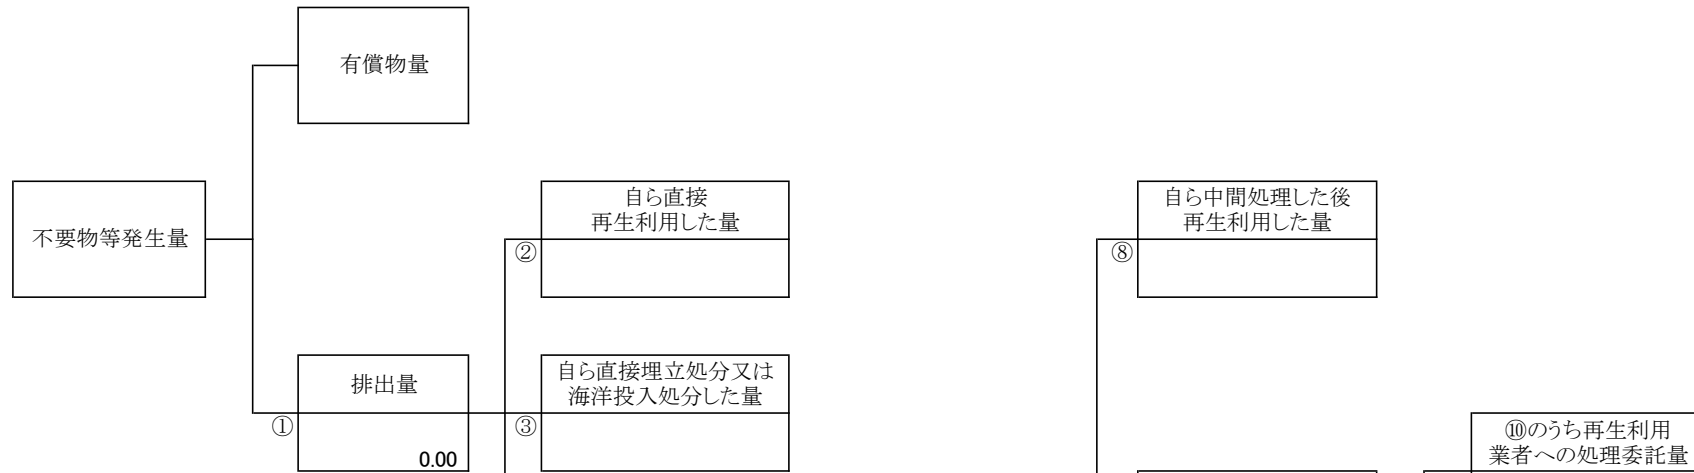 有償物量
不要物等発生量
自ら直接
再生利用した量
②
自ら中間処理した後
再生利用した量
⑧
排出量
①
0.00
自ら直接埋立処分又は
海洋投入処分した量
③
⑩のうち再生利用
業者への処理委託量